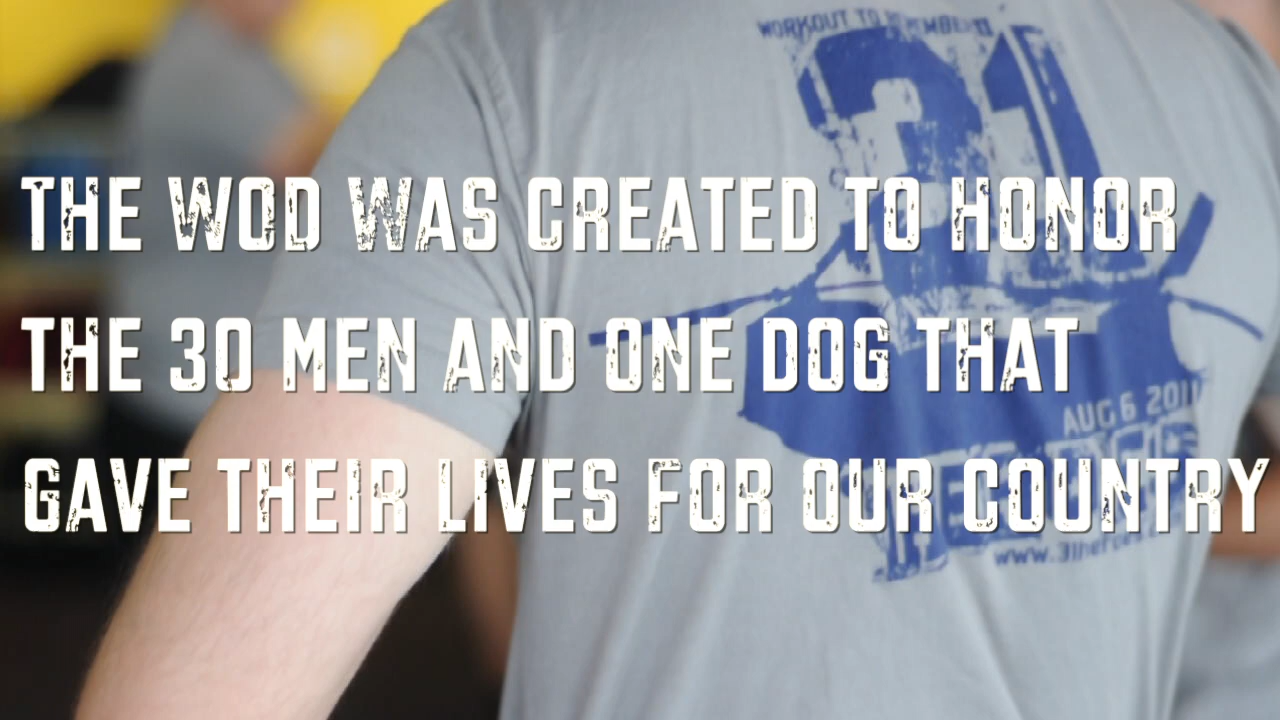 WORKOUT TO REMEMBER
31
THE WOD WAS CREATED TO HONOR
THE 30 MEN AND ONE DOG THAT
GAVE THEIR LIVES FOR OUR COUNTRY
AUG 6 2011